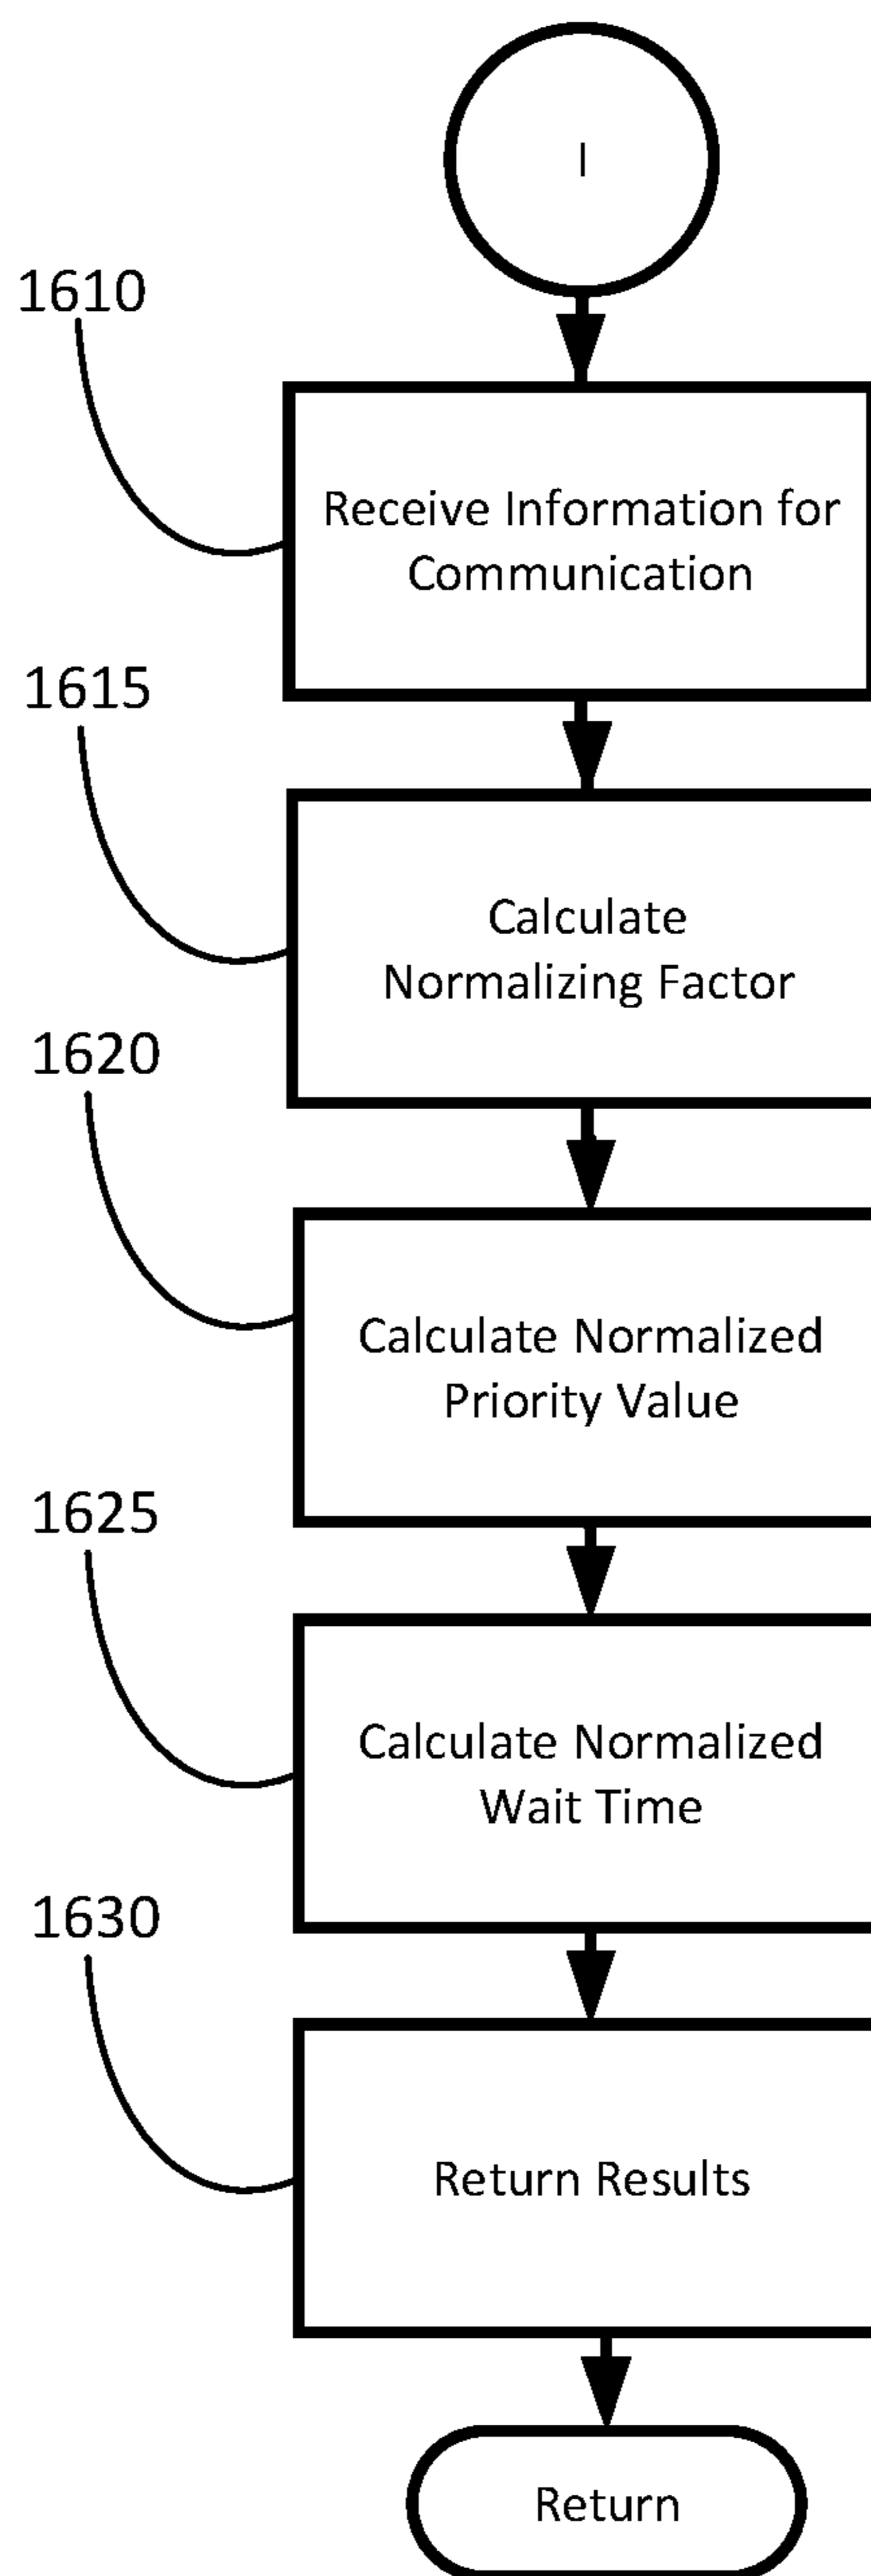 I
1610
Receive Information for
Communication
1615
Calculate
Normalizing Factor
1620
Calculate Normalized
Priority Value
1625
Calculate Normalized
Wait Time
1630
Return Results
Return